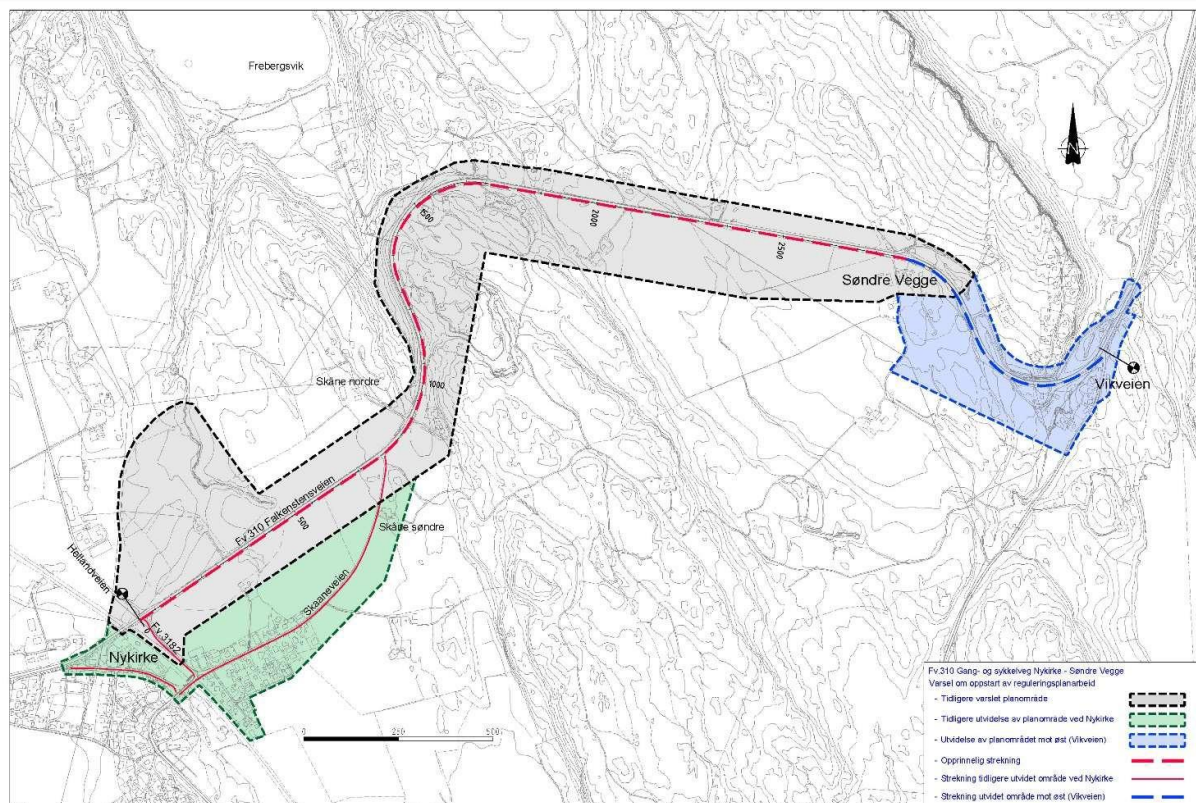 Frebergsvik
N
1500
2000
2500
Søndre Vegge
Vikveien
Skåne nordre
1000
Fv 310 Falkenstensveien
500
Skåne søndre
Hellandveien
Skaaneveien
0
Fv 3182
Nykirke
0 250 500
Fv.310 Gang- og sykkelveg Nykirke - Søndre Vegge
Varsel om oppstart av reguleringsplanarbeid
- Tidligere varslet planområde
- Tidligere utvidelse av planområde ved Nykirke
- Utvidelse av planområdet mot øst (Vikveien)
- Opprinnelig strekning
- Strekning tidligere utvidet område ved Nykirke
- Strekning utvidet område mot øst (Vikveien)